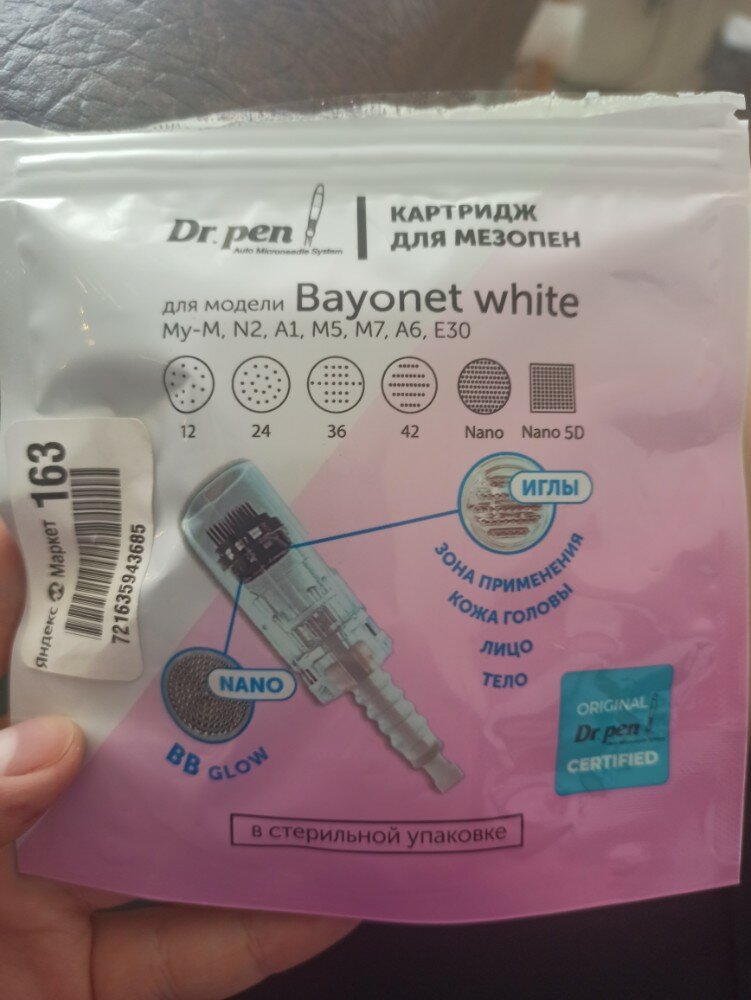 Dr. pen
Auto Microneedle System
КАРТРИДЖ
ДЛЯ МЕЗОПЕН
для модели Bayonet white
My-M, N2, A1, M5, M7, A6, E30
12 24 36 42 Nano Nano 5D
Яндекс Маркет 163
721635943685
ИГЛЫ
ЗОНА ПРИМЕНЕНИЯ
КОЖА ГОЛОВЫ
ЛИЦО
ТЕЛО
NANO
BB GLOW
ORIGINAL
Dr pen
CERTIFIED
в стерильной упаковке